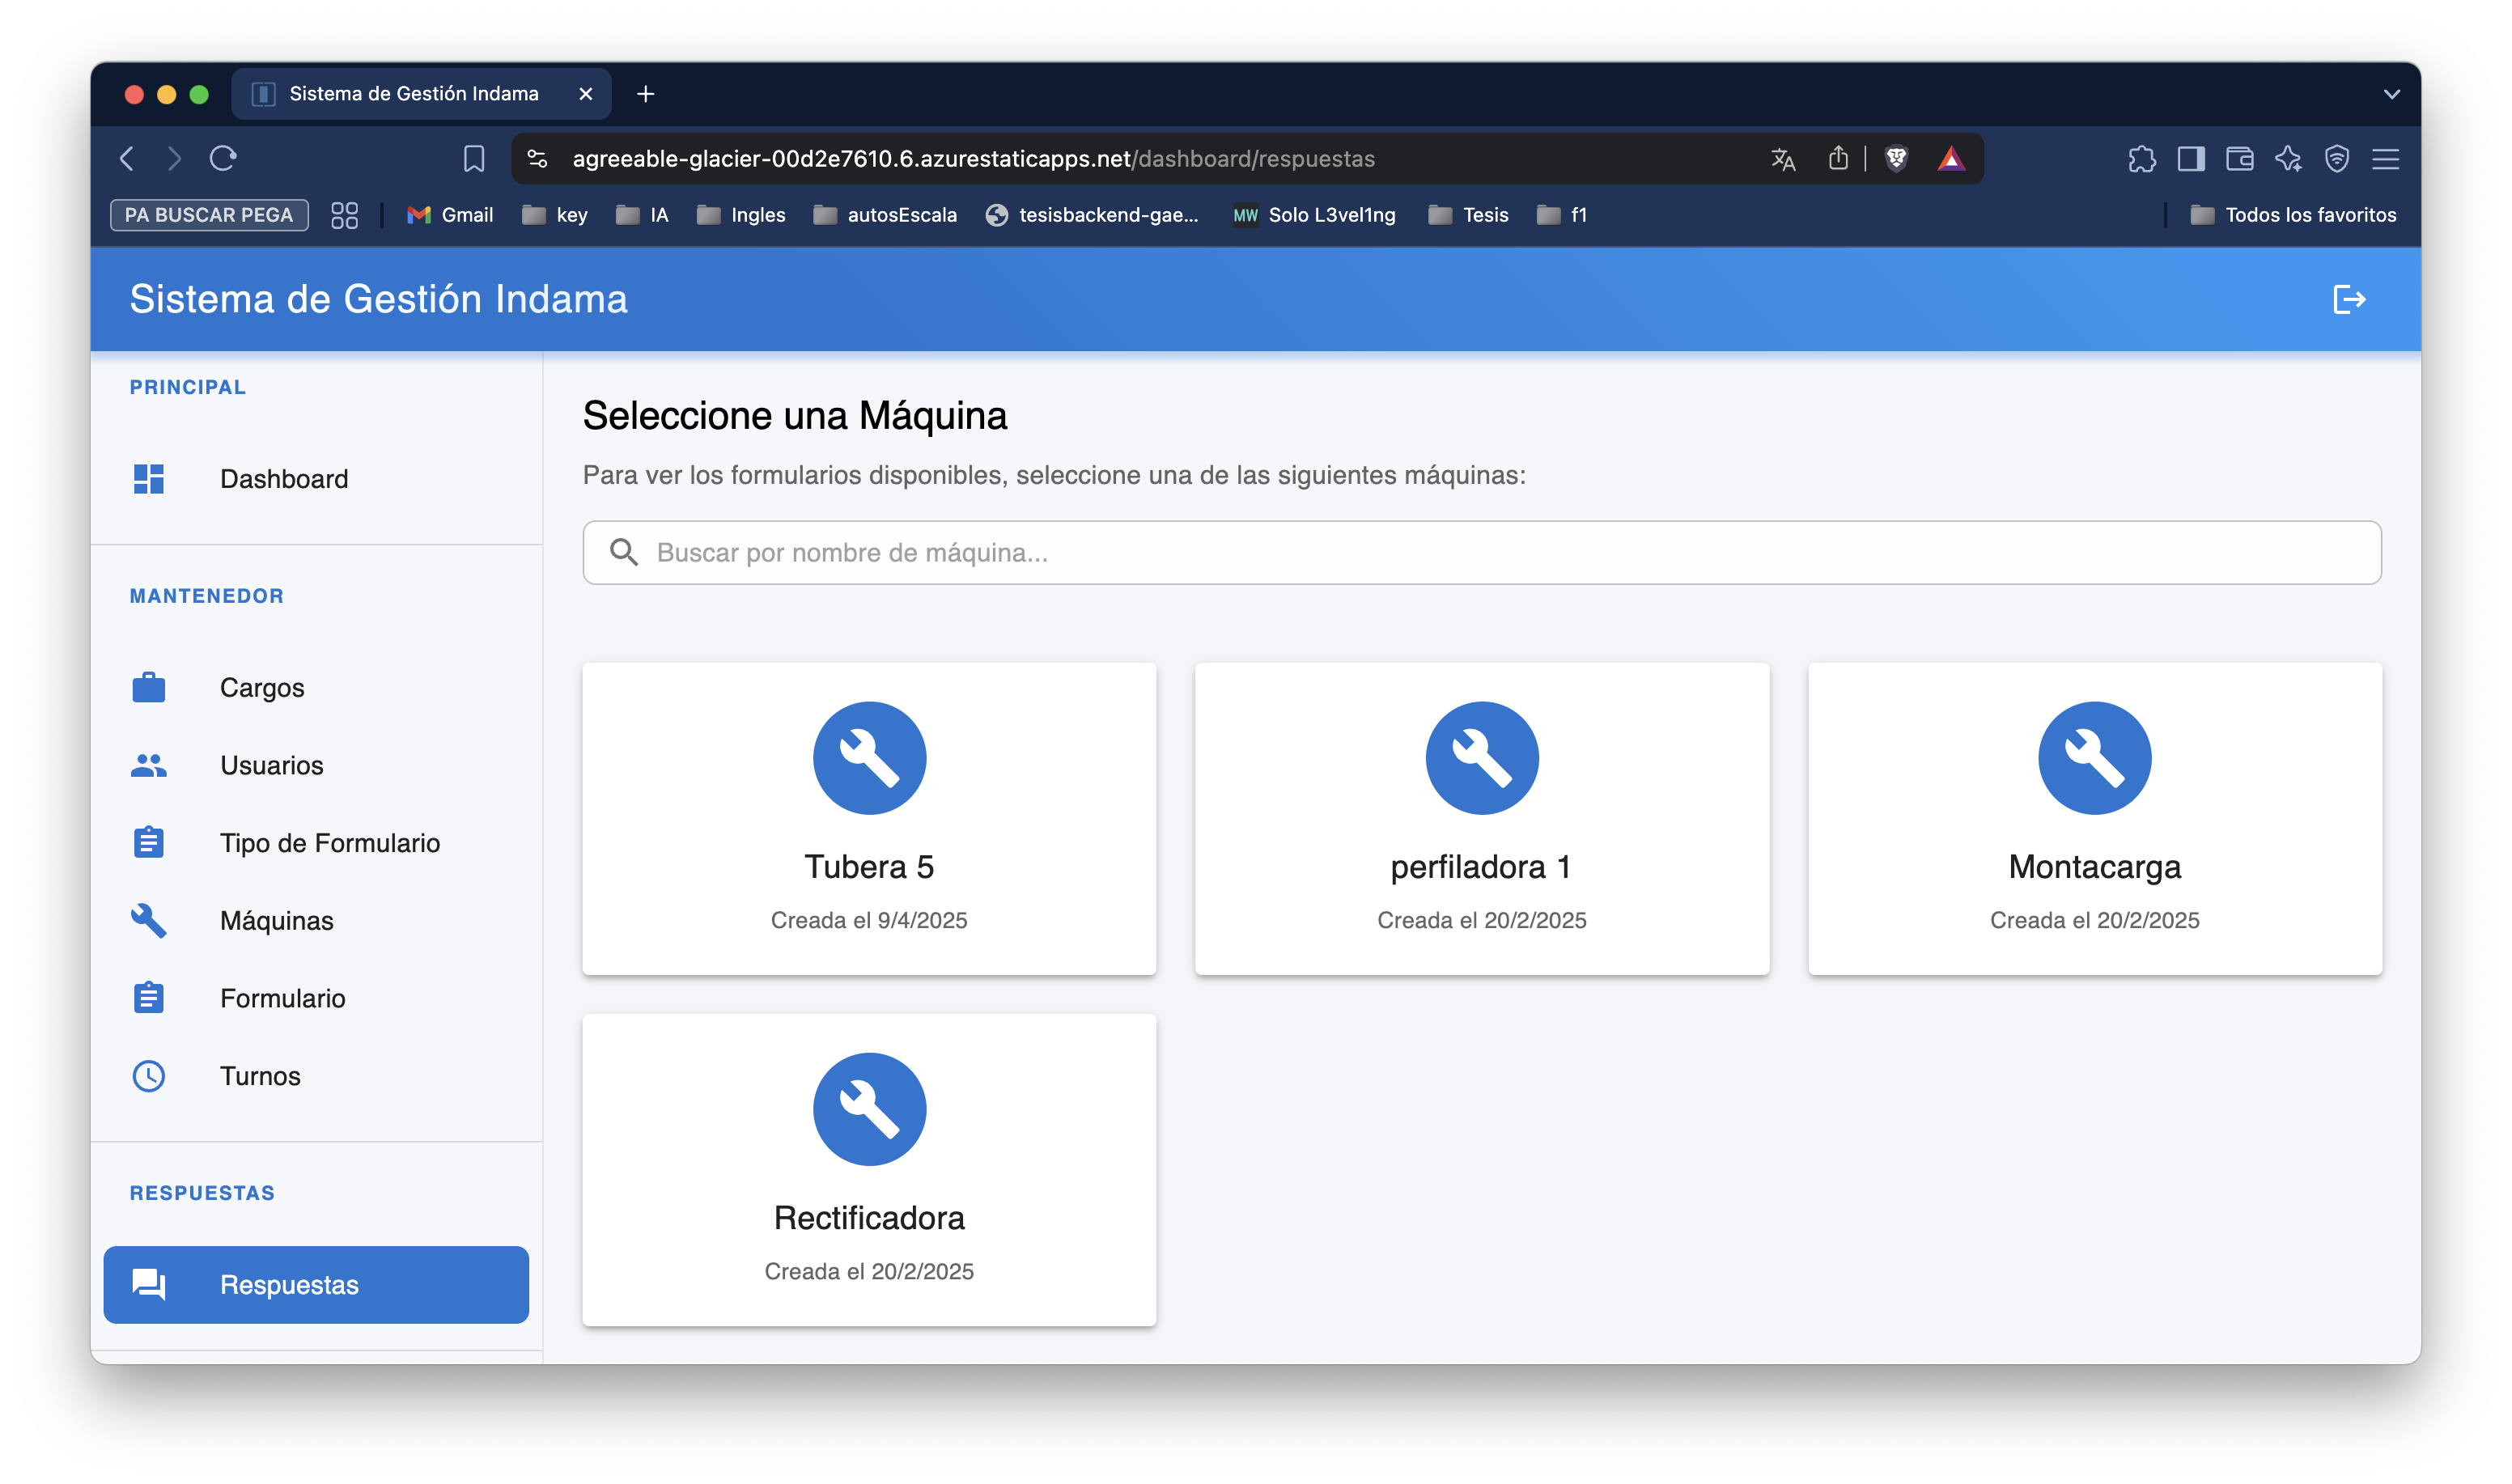 Sistema de Gestión Indama
agreeable-glacier-00d2e7610.6.azurestaticapps.net/dashboard/respuestas
PA BUSCAR PEGA Gmail key IA Ingles autosEscala tesisbackend-gae... MW Solo L3vel1ng Tesis f1 Todos los favoritos
Sistema de Gestión Indama
PRINCIPAL
Dashboard
MANTENEDOR
Cargos
Usuarios
Tipo de Formulario
Máquinas
Formulario
Turnos
RESPUESTAS
Respuestas
Seleccione una Máquina
Para ver los formularios disponibles, seleccione una de las siguientes máquinas:
Buscar por nombre de máquina...
Tubera 5
Creada el 9/4/2025
perfiladora 1
Creada el 20/2/2025
Montacarga
Creada el 20/2/2025
Rectificadora
Creada el 20/2/2025